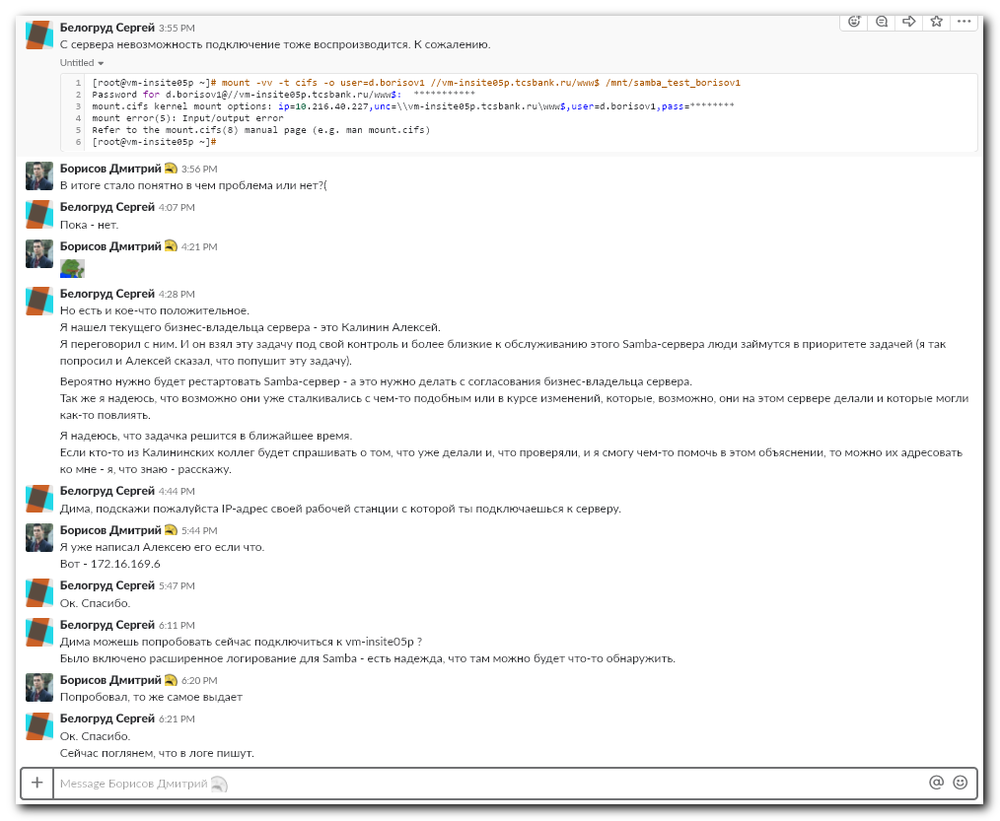 Белогруд Сергей 3:55 PM
С сервера невозможность подключение тоже воспроизводится. К сожалению.
Untitled
1 [root@vm-insite05p ~]# mount -vv -t cifs -o user=d.borisov1 //vm-insite05p.tcsbank.ru/www$ /mnt/samba_test_borisov1
2 Password for d.borisov1@//vm-insite05p.tcsbank.ru/www$:  ***********
3 mount.cifs kernel mount options: ip=10.216.40.227,unc=\\vm-insite05p.tcsbank.ru\www$,user=d.borisov1,pass=********
4 mount error(5): Input/output error
5 Refer to the mount.cifs(8) manual page (e.g. man mount.cifs)
6 [root@vm-insite05p ~]#
Борисов Дмитрий 3:56 PM
В итоге стало понятно в чем проблема или нет?(
Белогруд Сергей 4:07 PM
Пока - нет.
Борисов Дмитрий 4:21 PM
Белогруд Сергей 4:28 PM
Но есть и кое-что положительное.
Я нашел текущего бизнес-владельца сервера - это Калинин Алексей.
Я переговорил с ним. И он взял эту задачу под свой контроль и более близкие к обслуживанию этого Samba-сервера люди займутся в приоритете задачей (я так
попросил и Алексей сказал, что попушит эту задачу).
Вероятно нужно будет рестартовать Samba-сервер - а это нужно делать с согласования бизнес-владельца сервера.
Так же я надеюсь, что возможно они уже сталкивались с чем-то подобным или в курсе изменений, которые, возможно, они на этом сервере делали и которые могли
как-то повлиять.
Я надеюсь, что задачка решится в ближайшее время.
Если кто-то из Калининских коллег будет спрашивать о том, что уже делали и, что проверяли, и я смогу чем-то помочь в этом объяснении, то можно их адресовать
ко мне - я, что знаю - расскажу.
Белогруд Сергей 4:44 PM
Дима, подскажи пожалуйста IP-адрес своей рабочей станции с которой ты подключаешься к серверу.
Борисов Дмитрий 5:44 PM
Я уже написал Алексею его если что.
Вот - 172.16.169.6
Белогруд Сергей 5:47 PM
Ок. Спасибо.
Белогруд Сергей 6:11 PM
Дима можешь попробовать сейчас подключиться к vm-insite05p ?
Было включено расширенное логирование для Samba - есть надежда, что там можно будет что-то обнаружить.
Борисов Дмитрий 6:20 PM
Попробовал, то же самое выдает
Белогруд Сергей 6:21 PM
Ок. Спасибо.
Сейчас поглянем, что в логе пишут.
Message Борисов Дмитрий